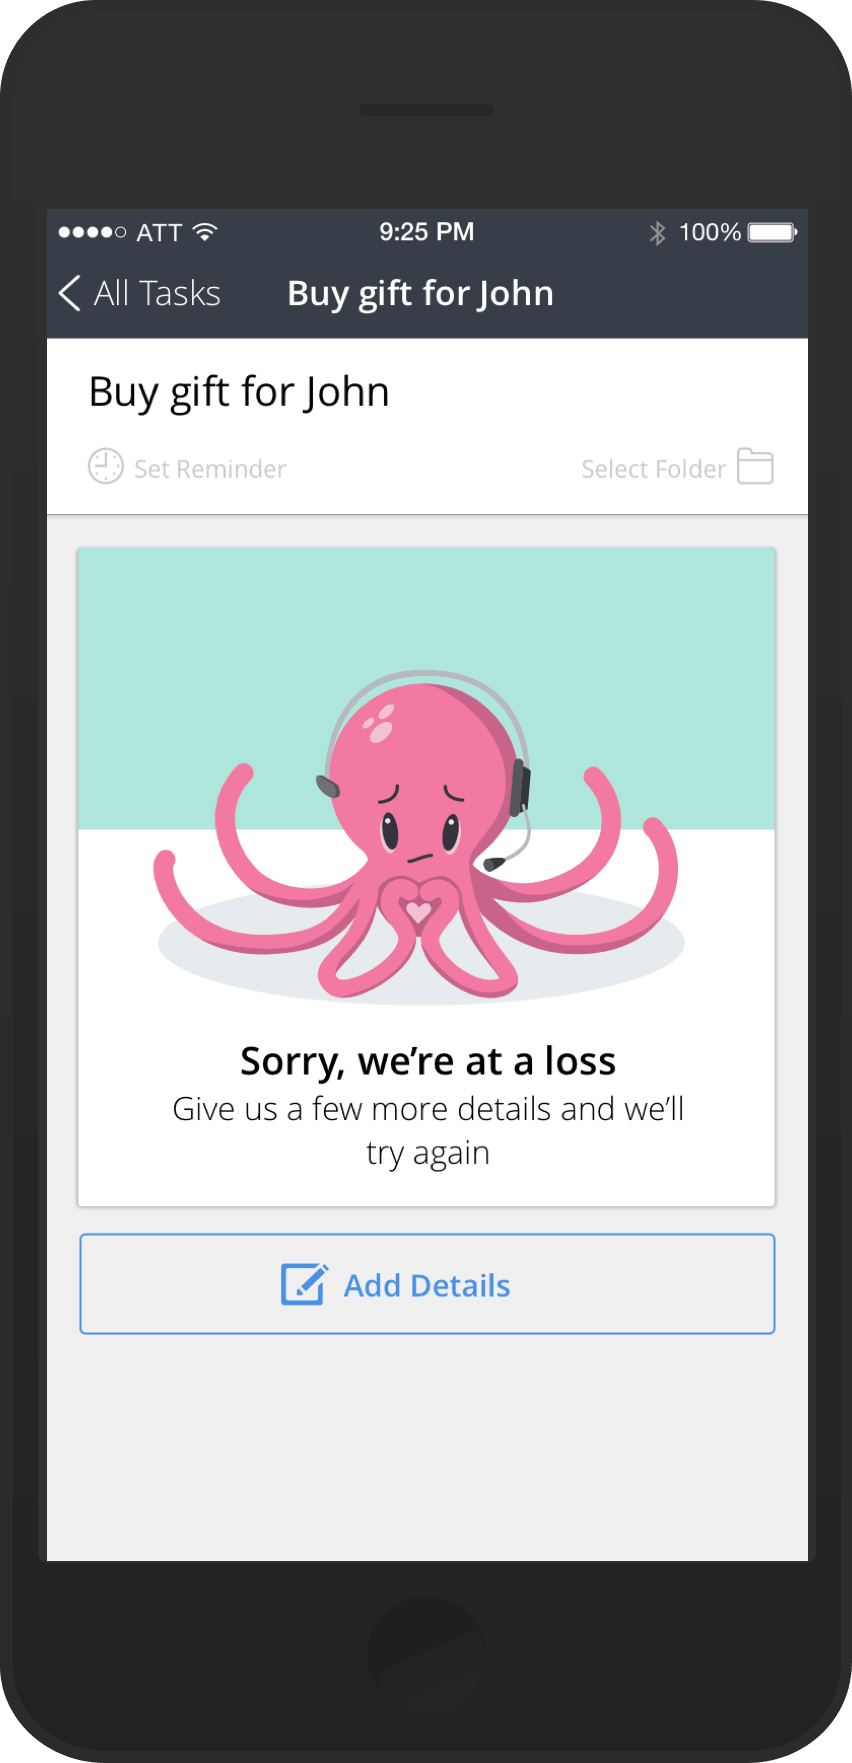 ATT 9:25 PM 100%
All Tasks Buy gift for John
Buy gift for John
Set Reminder Select Folder
Sorry, we’re at a loss
Give us a few more details and we’ll
try again
Add Details